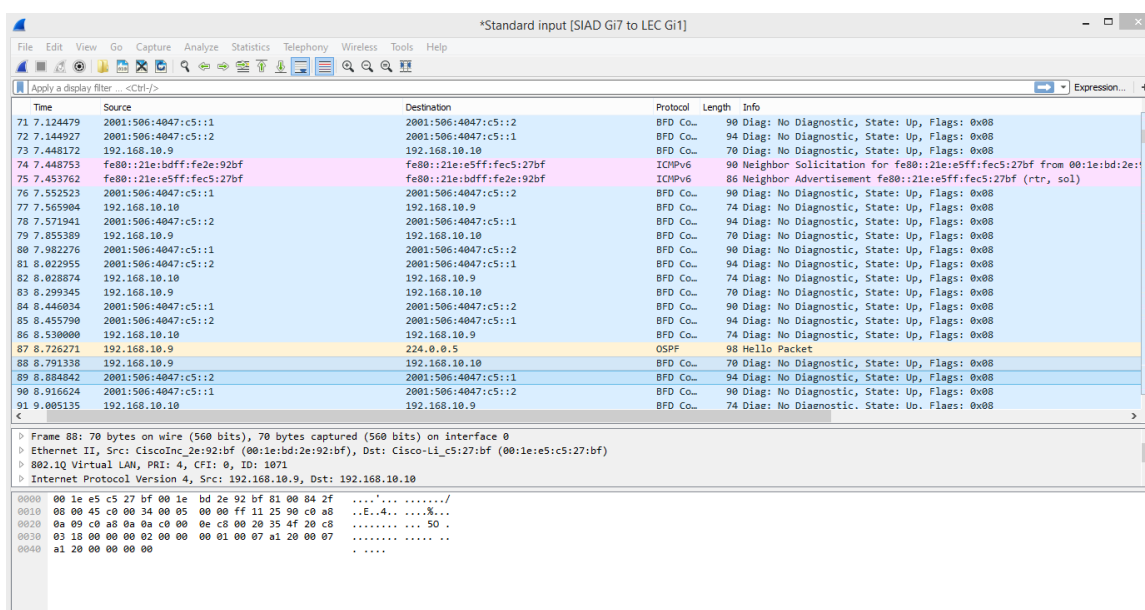 *Standard input [SIAD Gi7 to LEC Gi1]
File Edit View Go Capture Analyze Statistics Telephony Wireless Tools Help
Apply a display filter ... <Ctrl-/> Expression... +
Time Source Destination Protocol Length Info
71 7.124479 2001:506:4047:c5::1 2001:506:4047:c5::2 BFD Co… 90 Diag: No Diagnostic, State: Up, Flags: 0x08
72 7.144927 2001:506:4047:c5::2 2001:506:4047:c5::1 BFD Co… 94 Diag: No Diagnostic, State: Up, Flags: 0x08
73 7.448172 192.168.10.9 192.168.10.10 BFD Co… 70 Diag: No Diagnostic, State: Up, Flags: 0x08
74 7.448753 fe80::21e:bdff:fe2e:92bf fe80::21e:e5ff:fec5:27bf ICMPv6 90 Neighbor Solicitation for fe80::21e:e5ff:fec5:27bf from 00:1e:bd:2e:
75 7.453762 fe80::21e:e5ff:fec5:27bf fe80::21e:bdff:fe2e:92bf ICMPv6 86 Neighbor Advertisement fe80::21e:e5ff:fec5:27bf (rtr, sol)
76 7.552523 2001:506:4047:c5::1 2001:506:4047:c5::2 BFD Co… 90 Diag: No Diagnostic, State: Up, Flags: 0x08
77 7.565904 192.168.10.10 192.168.10.9 BFD Co… 74 Diag: No Diagnostic, State: Up, Flags: 0x08
78 7.571941 2001:506:4047:c5::2 2001:506:4047:c5::1 BFD Co… 94 Diag: No Diagnostic, State: Up, Flags: 0x08
79 7.855389 192.168.10.9 192.168.10.10 BFD Co… 70 Diag: No Diagnostic, State: Up, Flags: 0x08
80 7.982276 2001:506:4047:c5::1 2001:506:4047:c5::2 BFD Co… 90 Diag: No Diagnostic, State: Up, Flags: 0x08
81 8.022955 2001:506:4047:c5::2 2001:506:4047:c5::1 BFD Co… 94 Diag: No Diagnostic, State: Up, Flags: 0x08
82 8.028874 192.168.10.10 192.168.10.9 BFD Co… 74 Diag: No Diagnostic, State: Up, Flags: 0x08
83 8.299345 192.168.10.9 192.168.10.10 BFD Co… 70 Diag: No Diagnostic, State: Up, Flags: 0x08
84 8.446034 2001:506:4047:c5::1 2001:506:4047:c5::2 BFD Co… 90 Diag: No Diagnostic, State: Up, Flags: 0x08
85 8.455790 2001:506:4047:c5::2 2001:506:4047:c5::1 BFD Co… 94 Diag: No Diagnostic, State: Up, Flags: 0x08
86 8.530000 192.168.10.10 192.168.10.9 BFD Co… 74 Diag: No Diagnostic, State: Up, Flags: 0x08
87 8.726271 192.168.10.9 224.0.0.5 OSPF 98 Hello Packet
88 8.791338 192.168.10.9 192.168.10.10 BFD Co… 70 Diag: No Diagnostic, State: Up, Flags: 0x08
89 8.884842 2001:506:4047:c5::2 2001:506:4047:c5::1 BFD Co… 94 Diag: No Diagnostic, State: Up, Flags: 0x08
90 8.916624 2001:506:4047:c5::1 2001:506:4047:c5::2 BFD Co… 90 Diag: No Diagnostic, State: Up, Flags: 0x08
91 9.005135 192.168.10.10 192.168.10.9 BFD Co… 74 Diag: No Diagnostic, State: Up, Flags: 0x08
Frame 88: 70 bytes on wire (560 bits), 70 bytes captured (560 bits) on interface 0
Ethernet II, Src: CiscoInc_2e:92:bf (00:1e:bd:2e:92:bf), Dst: Cisco-Li_c5:27:bf (00:1e:e5:c5:27:bf)
802.1Q Virtual LAN, PRI: 4, CFI: 0, ID: 1071
Internet Protocol Version 4, Src: 192.168.10.9, Dst: 192.168.10.10
0000 00 1e e5 c5 27 bf 00 1e bd 2e 92 bf 81 00 84 2f ....'... ......./
0010 08 00 45 c0 00 34 00 05 00 00 ff 11 25 90 c0 a8 ..E..4.. ....%...
0020 0a 09 c0 a8 0a 0a c0 00 0e c8 00 20 35 4f 20 c8 ........ ... 5O .
0030 03 18 00 00 00 02 00 00 00 01 00 07 a1 20 00 07 ........ ..... ..
0040 a1 20 00 00 00 00 . ....